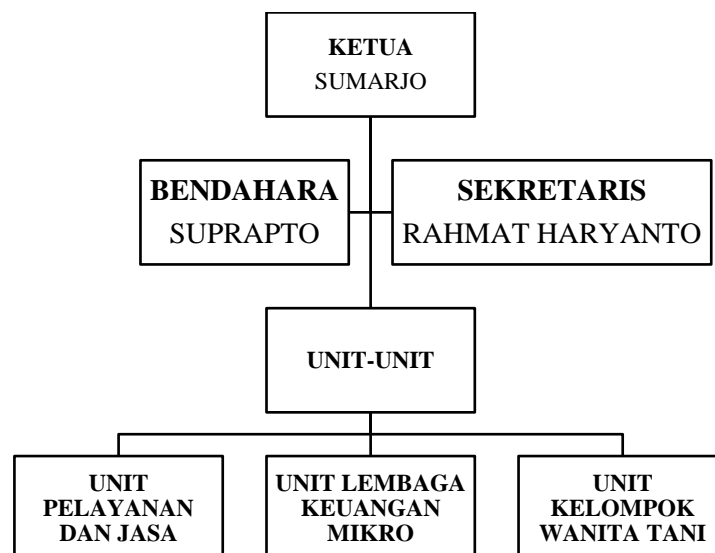 KETUA
SUMARJO
BENDAHARA
SUPRAPTO
SEKRETARIS
RAHMAT HARYANTO
UNIT-UNIT
UNIT
PELAYANAN
DAN JASA
UNIT LEMBAGA
KEUANGAN
MIKRO
UNIT
KELOMPOK
WANITA TANI